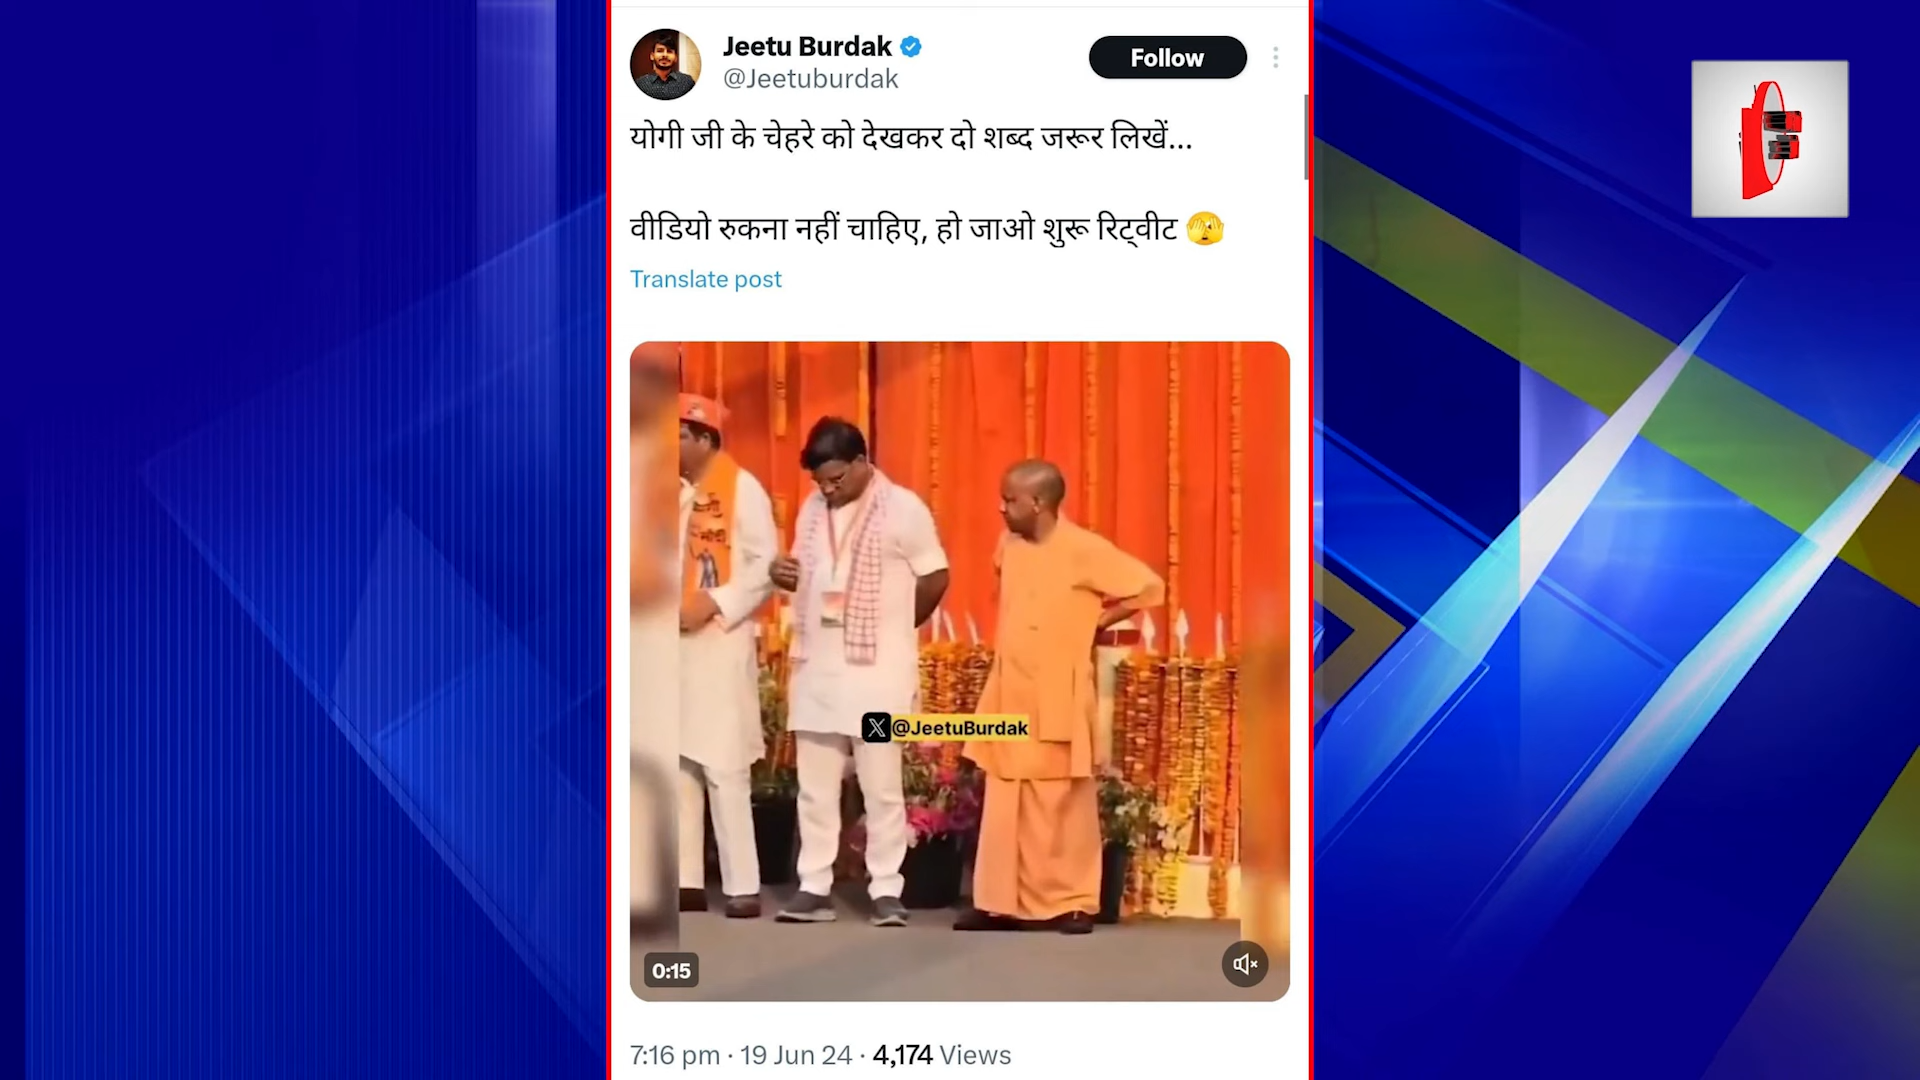 Jeetu Burdak
@Jeetuburdak
Follow
योगी जी के चेहरे को देखकर दो शब्द जरूर लिखें...
वीडियो रुकना नहीं चाहिए, हो जाओ शुरू रिट्वीट 🫣
Translate post
X @JeetuBurdak
0:15
7:16 pm · 19 Jun 24 · 4,174 Views